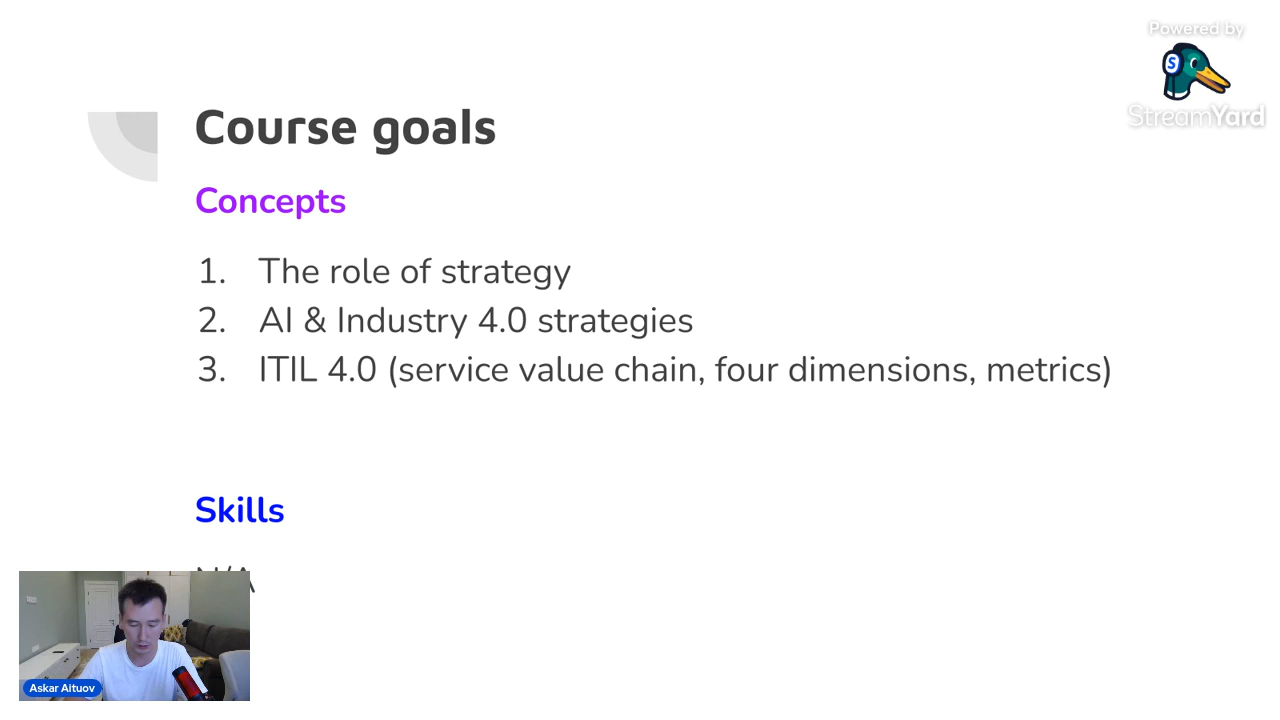 Powered by
StreamYard
Course goals
Concepts
1. The role of strategy
2. AI & Industry 4.0 strategies
3. ITIL 4.0 (service value chain, four dimensions, metrics)
Skills
N/A
Askar Aituov